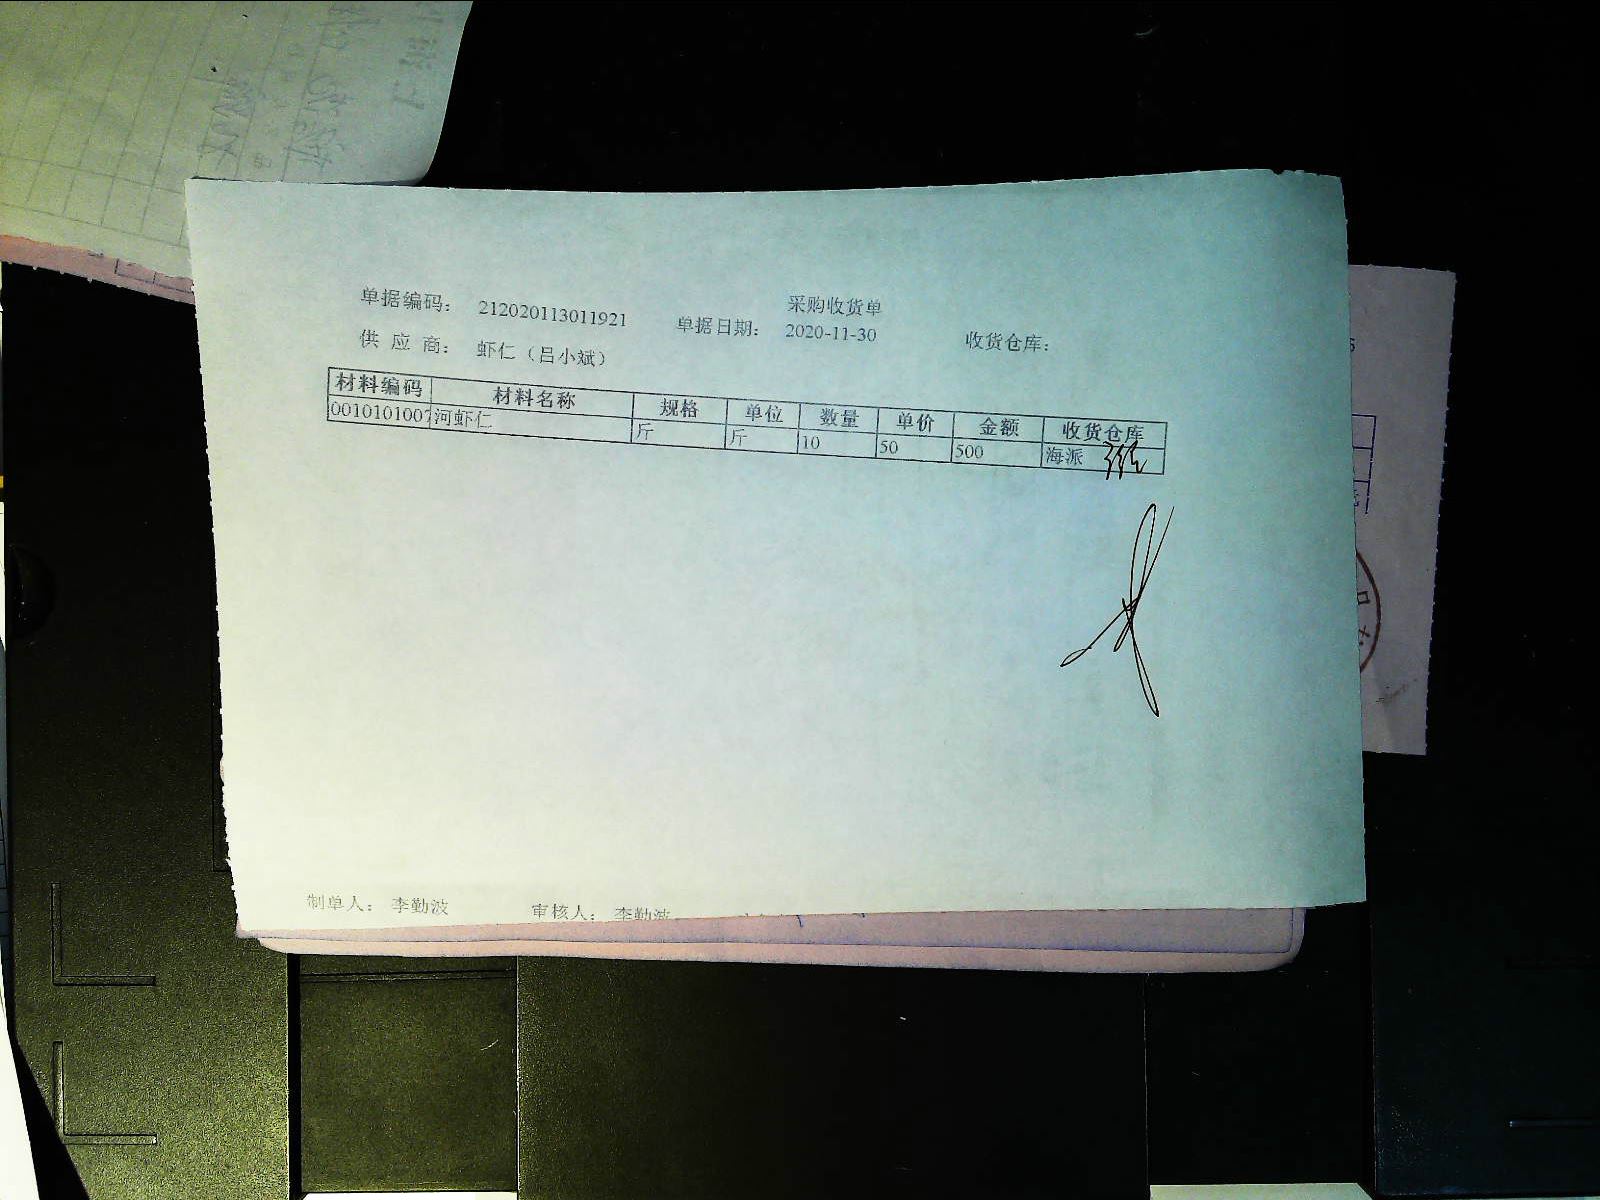 采购收货单
单据编码： 212020113011921 单据日期： 2020-11-30 收货仓库：
供 应 商： 虾仁（吕小斌）
材料编码 材料名称 规格 单位 数量 单价 金额 收货仓库
0010101007 河虾仁 斤 斤 10 50 500 海派
制单人： 李勤波 审核人： 李勤波